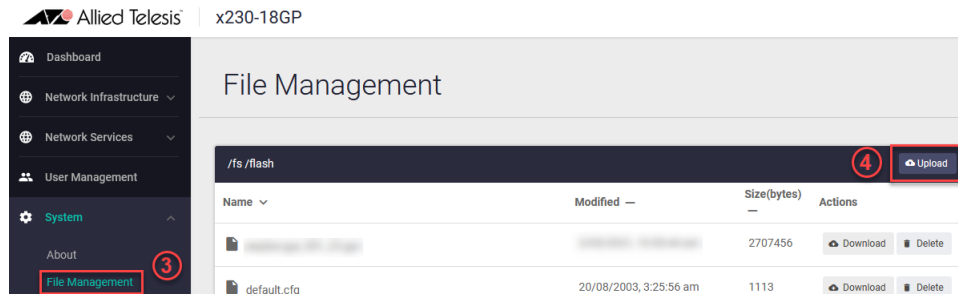 Allied Telesis x230-18GP
Dashboard
Network Infrastructure
Network Services
User Management
System
About
3
File Management
File Management
/fs /flash
4
Upload
Name Modified Size(bytes) Actions
2707456 Download Delete
default.cfg 20/08/2003, 3:25:56 am 1113 Download Delete